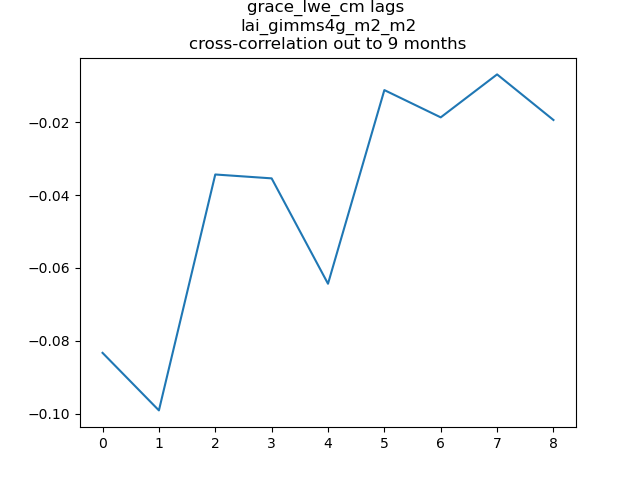 grace_lwe_cm lags
lai_gimms4g_m2_m2
cross-correlation out to 9 months
−0.02
−0.04
−0.06
−0.08
−0.10
0 1 2 3 4 5 6 7 8